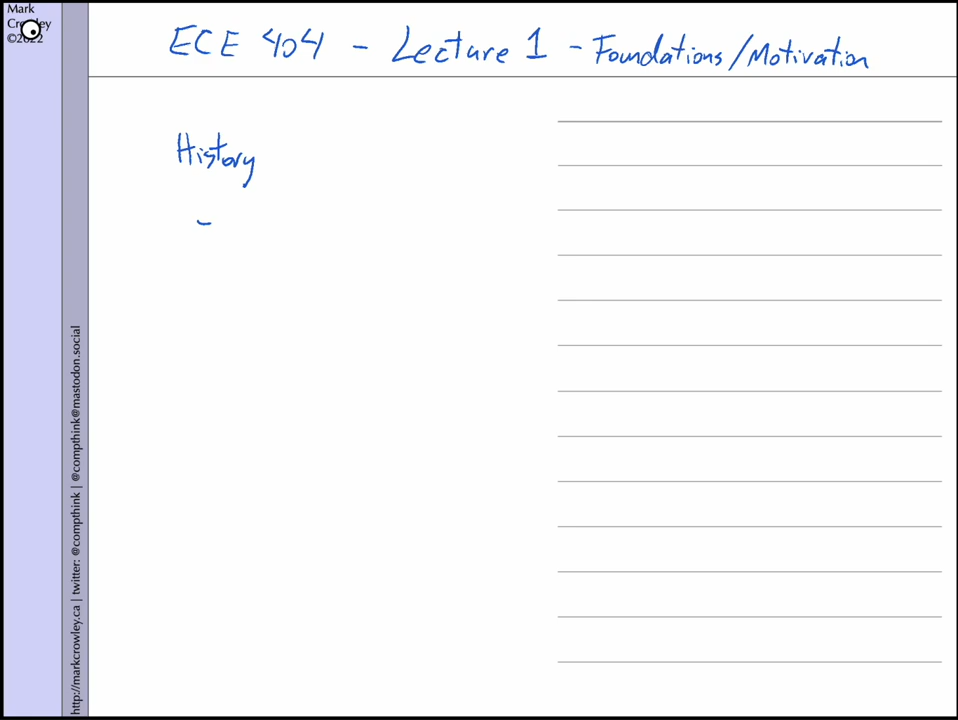 Mark
Crowley
©2022
ECE 404 - Lecture 1 - Foundations/Motivation
History
-
http://markcrowley.ca | twitter: @compthink | @compthink@mastodon.social